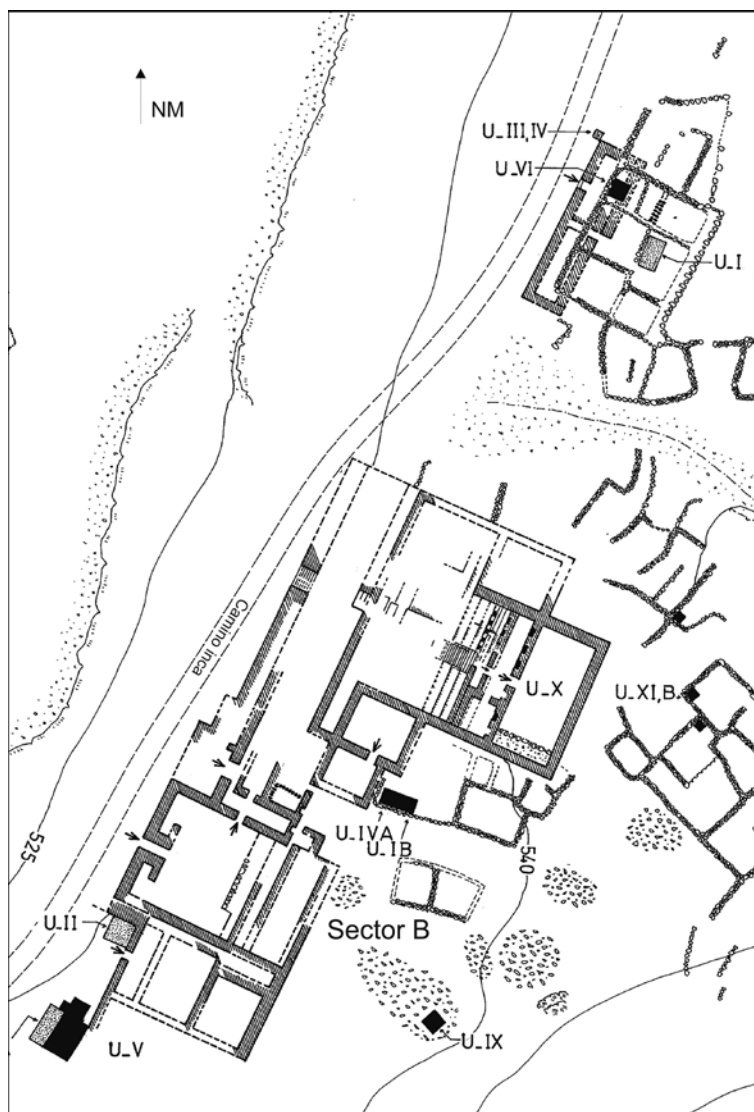 NM
U_III,IV
U_VI
U_I
Camino inca
U_X
U_XI,B.
525
U_IVA
U_IB
540
U_II
Sector B
U_V
U_IX